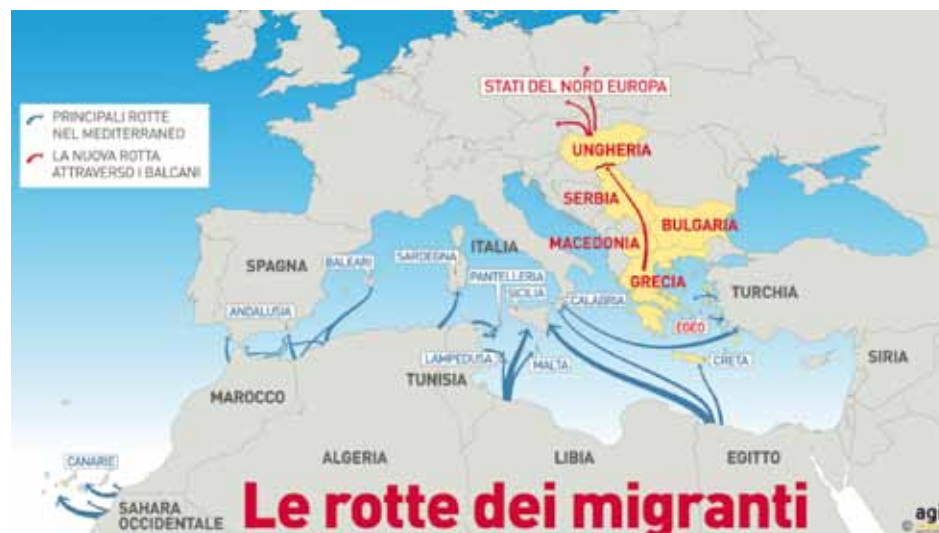 STATI DEL NORD EUROPA
PRINCIPALI ROTTE
NEL MEDITERRANEO
LA NUOVA ROTTA
ATTRAVERSO I BALCANI
UNGHERIA
SERBIA
BULGARIA
MACEDONIA
ITALIA
SARDEGNA
BALEARI
SPAGNA
PANTELLERIA
GRECIA
SICILIA
CALABRIA
TURCHIA
ANDALUSIA
EGEO
LAMPEDUSA
MALTA
CRETA
SIRIA
TUNISIA
MAROCCO
ALGERIA
LIBIA
EGITTO
CANARIE
SAHARA
OCCIDENTALE
Le rotte dei migranti
© agi